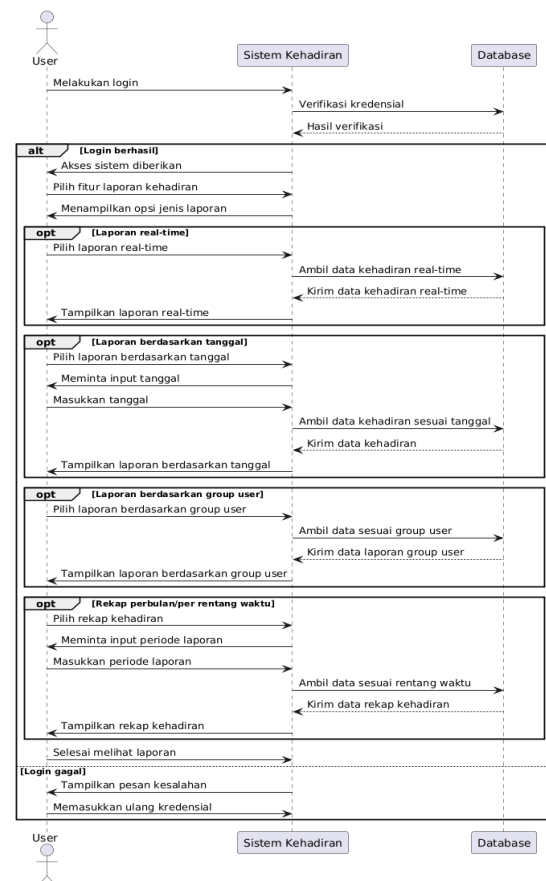 User
Sistem Kehadiran
Database
Melakukan login
Verifikasi kredensial
Hasil verifikasi
alt [Login berhasil]
Akses sistem diberikan
Pilih fitur laporan kehadiran
Menampilkan opsi jenis laporan
opt [Laporan real-time]
Pilih laporan real-time
Ambil data kehadiran real-time
Kirim data kehadiran real-time
Tampilkan laporan real-time
opt [Laporan berdasarkan tanggal]
Pilih laporan berdasarkan tanggal
Meminta input tanggal
Masukkan tanggal
Ambil data kehadiran sesuai tanggal
Kirim data kehadiran
Tampilkan laporan berdasarkan tanggal
opt [Laporan berdasarkan group user]
Pilih laporan berdasarkan group user
Ambil data sesuai group user
Kirim data laporan group user
Tampilkan laporan berdasarkan group user
opt [Rekap perbulan/per rentang waktu]
Pilih rekap kehadiran
Meminta input periode laporan
Masukkan periode laporan
Ambil data sesuai rentang waktu
Kirim data rekap kehadiran
Tampilkan rekap kehadiran
Selesai melihat laporan
[Login gagal]
Tampilkan pesan kesalahan
Memasukkan ulang kredensial
User
Sistem Kehadiran
Database